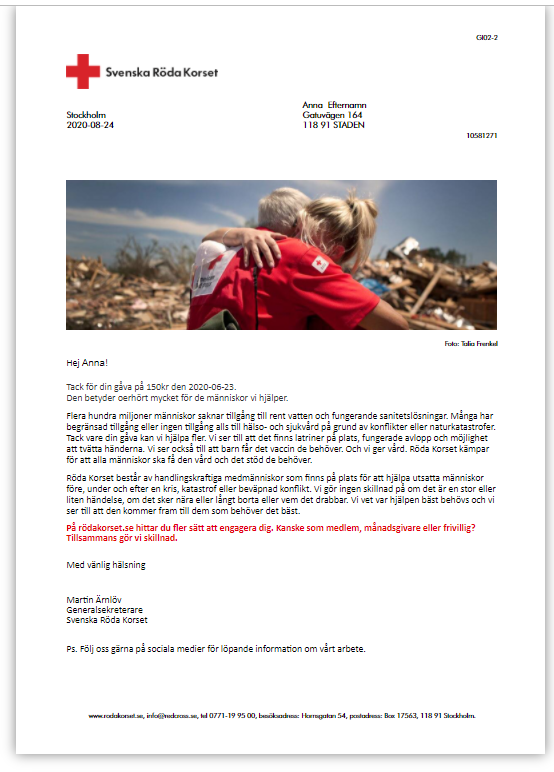 GI02-2
Svenska Röda Korset
Anna Efternamn
Stockholm
Gatuvägen 164
2020-08-24
118 91 STADEN
10581271
Foto: Talia Frenkel
Hej Anna!
Tack för din gåva på 150kr den 2020-06-23.
Den betyder oerhört mycket för de människor vi hjälper.
Flera hundra miljoner människor saknar tillgång till rent vatten och fungerande sanitetslösningar. Många har
begränsad tillgång eller ingen tillgång alls till hälso- och sjukvård på grund av konflikter eller naturkatastrofer.
Tack vare din gåva kan vi hjälpa fler. Vi ser till att det finns latriner på plats, fungerade avlopp och möjlighet
att tvätta händerna. Vi ser också till att barn får det vaccin de behöver. Och vi ger vård. Röda Korset kämpar
för att alla människor ska få den vård och det stöd de behöver.
Röda Korset består av handlingskraftiga medmänniskor som finns på plats för att hjälpa utsatta människor
före, under och efter en kris, katastrof eller beväpnad konflikt. Vi gör ingen skillnad på om det är en stor eller
liten händelse, om det sker nära eller långt borta eller vem det drabbar. Vi vet var hjälpen bäst behövs och vi
ser till att den kommer fram till dem som behöver det bäst.
På rödakorset.se hittar du fler sätt att engagera dig. Kanske som medlem, månadsgivare eller frivillig?
Tillsammans gör vi skillnad.
Med vänlig hälsning
Martin Ärnlöv
Generalsekreterare
Svenska Röda Korset
Ps. Följ oss gärna på sociala medier för löpande information om vårt arbete.
www.rodakorset.se, info@redcross.se, tel 0771-19 95 00, besöksadress: Hornsgatan 54, postadress: Box 17563, 118 91 Stockholm.